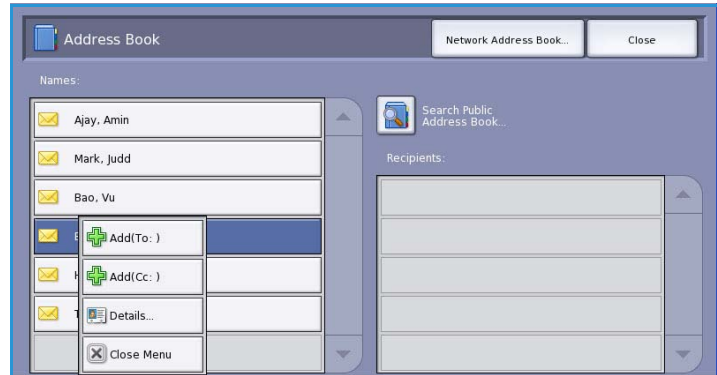 Address Book
Network Address Book...
Close
Names:
Ajay, Amin
Search Public
Address Book...
Mark, Judd
Recipients:
Bao, Vu
Add(To: )
Add(Cc: )
Details...
Close Menu